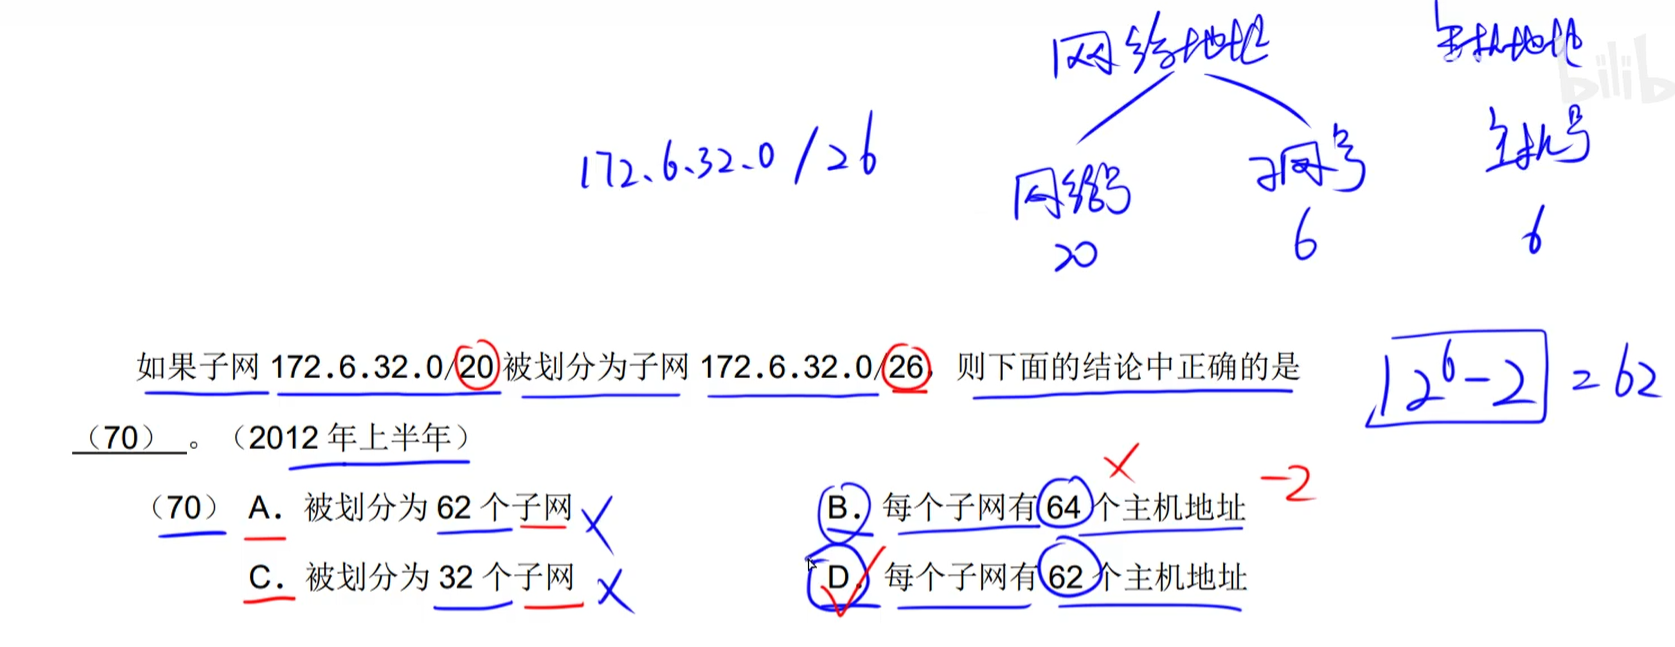 网络地址 主机地址
bilib
172.6.32.0/26
网络号 子网号 主机号
20 6 6
如果子网 172.6.32.0/20 被划分为子网 172.6.32.0/26，则下面的结论中正确的是
2^6-2 = 62
（70） 。（2012 年上半年）
（70） A. 被划分为 62 个子网 B. 每个子网有 64 个主机地址 -2
C. 被划分为 32 个子网 D. 每个子网有 62 个主机地址